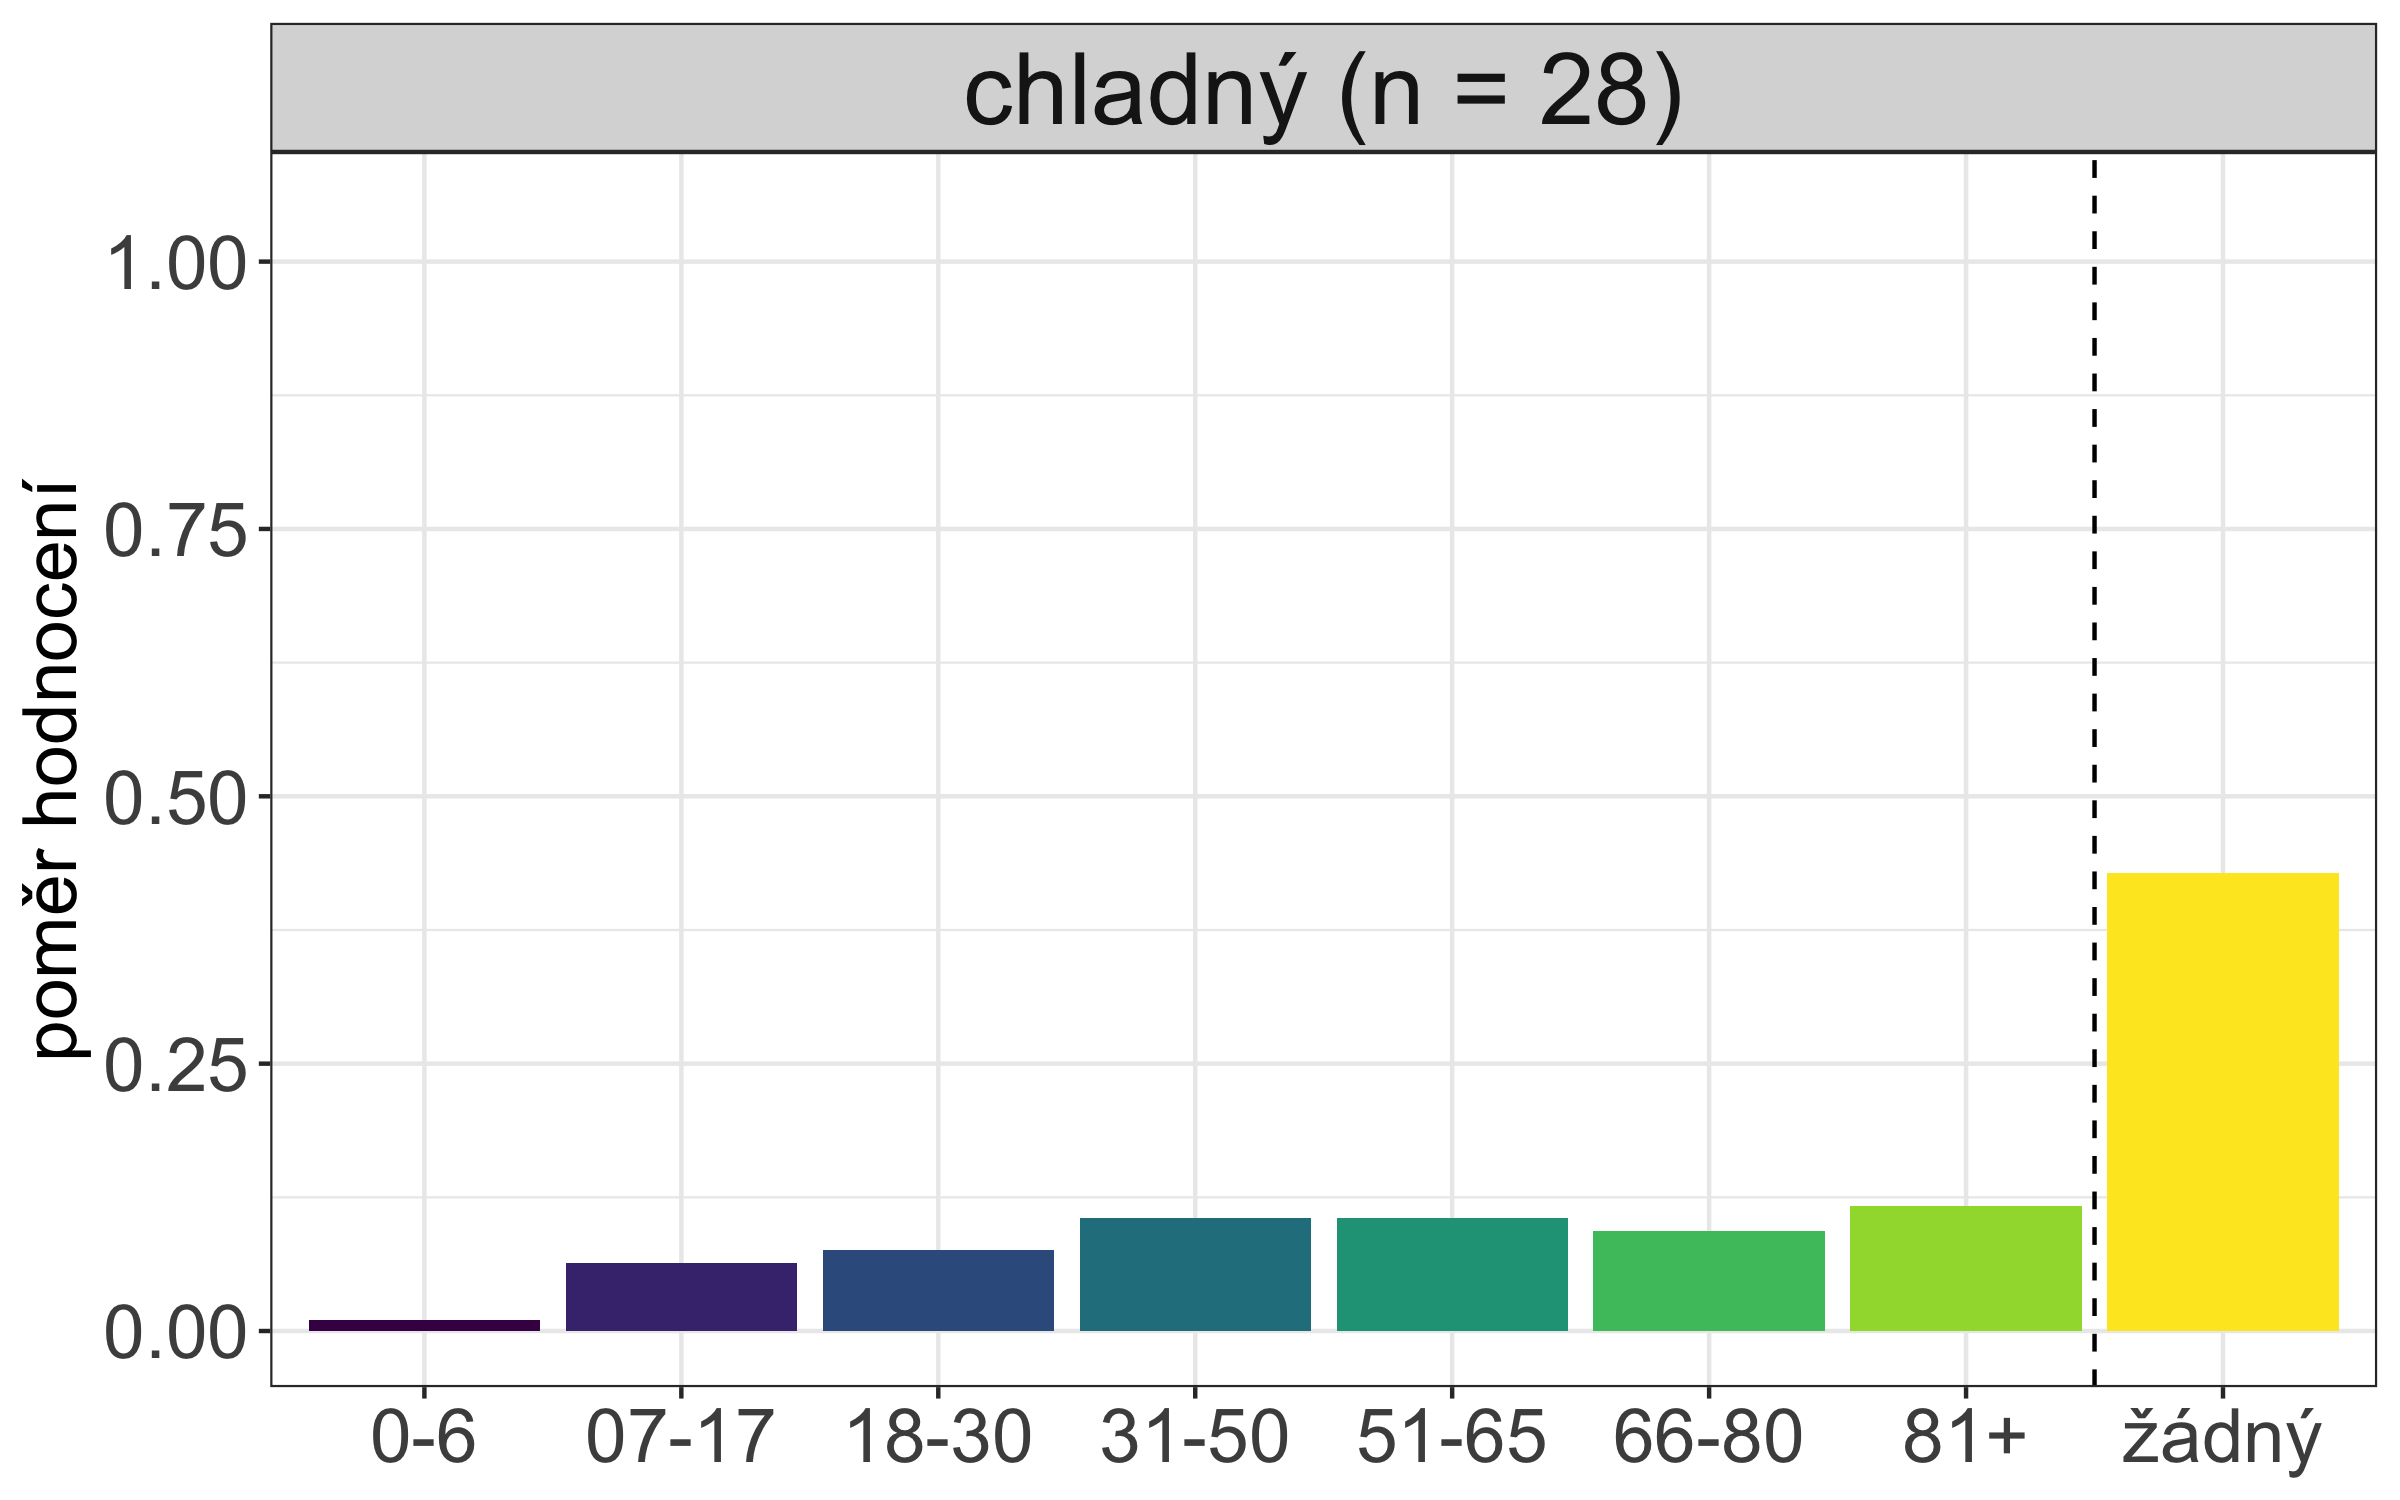 chladný (n = 28)
poměr hodnocení
1.00
0.75
0.50
0.25
0.00
0-6 07-17 18-30 31-50 51-65 66-80 81+ žádný